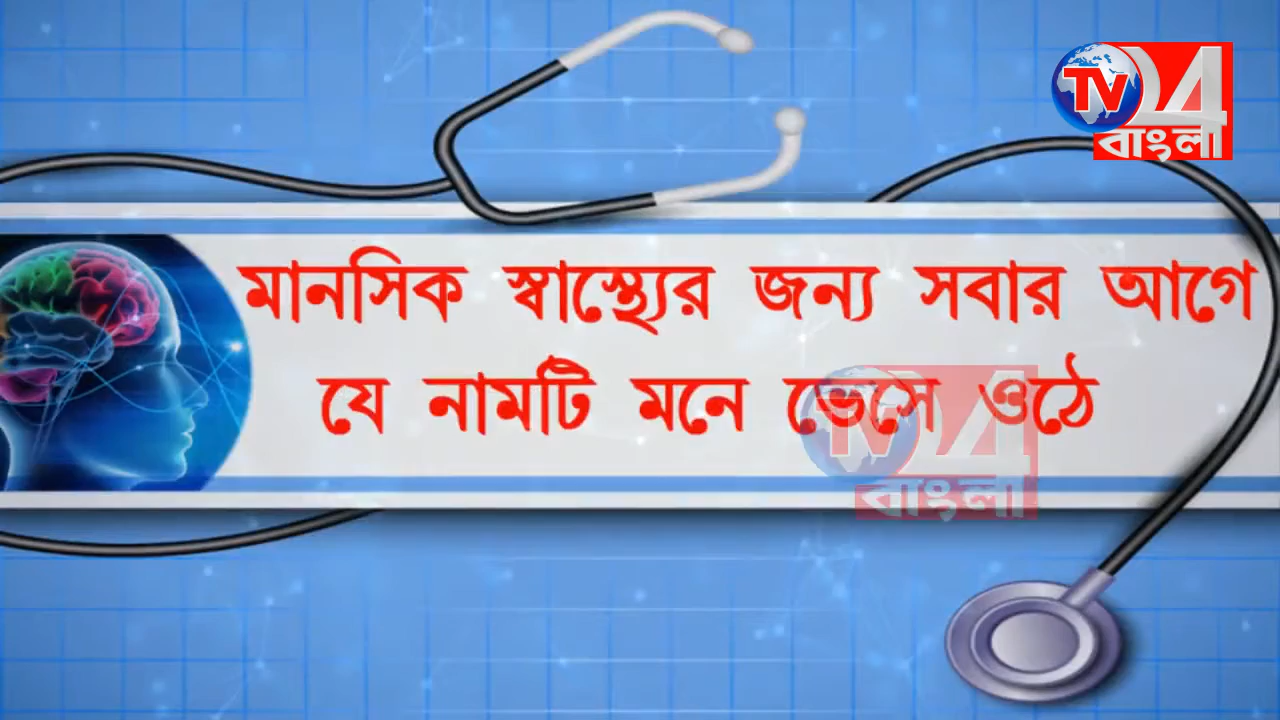 TV 24
বাংলা
মানসিক স্বাস্থ্যের জন্য সবার আগে
যে নামটি মনে ভেসে ওঠে
TV 24
বাংলা